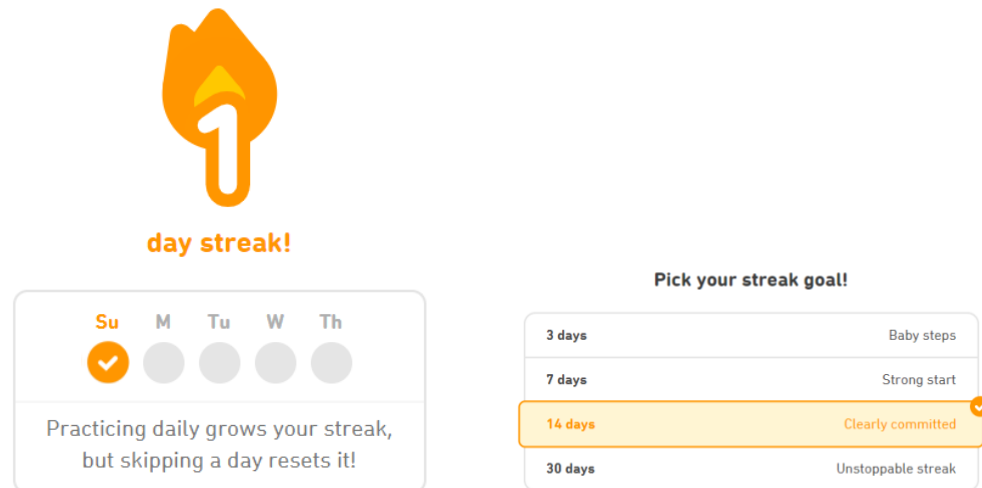 1
day streak!
Su M Tu W Th
Practicing daily grows your streak,
but skipping a day resets it!
Pick your streak goal!
3 days Baby steps
7 days Strong start
14 days Clearly committed
30 days Unstoppable streak